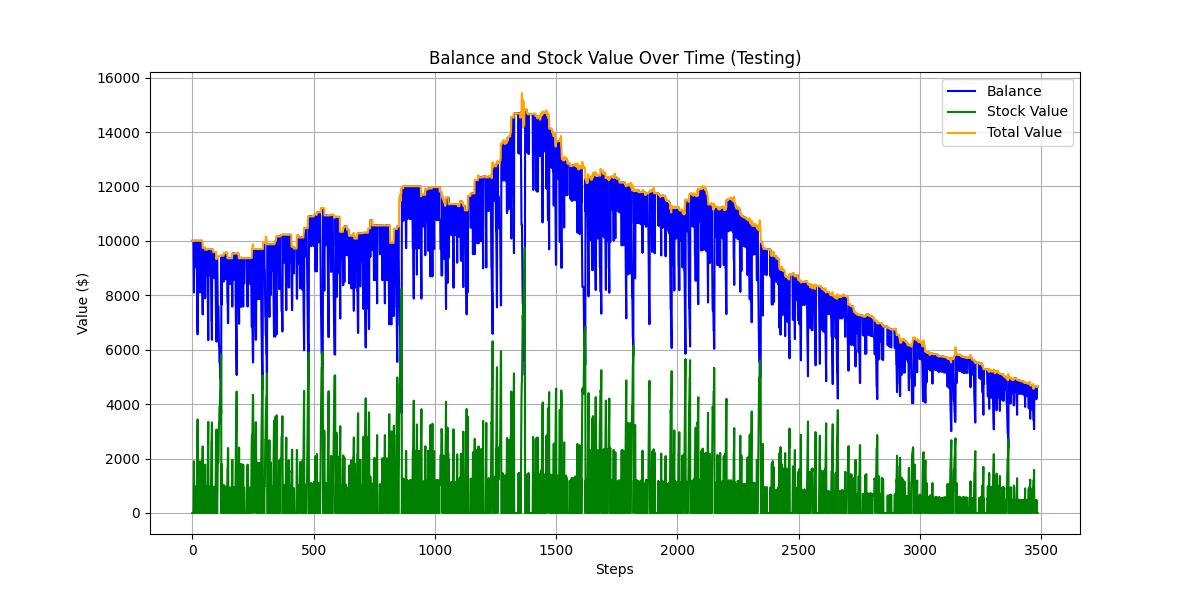 Balance and Stock Value Over Time (Testing)
Balance
Stock Value
Total Value
16000
14000
12000
10000
8000
6000
4000
2000
0
Value ($)
0 500 1000 1500 2000 2500 3000 3500
Steps